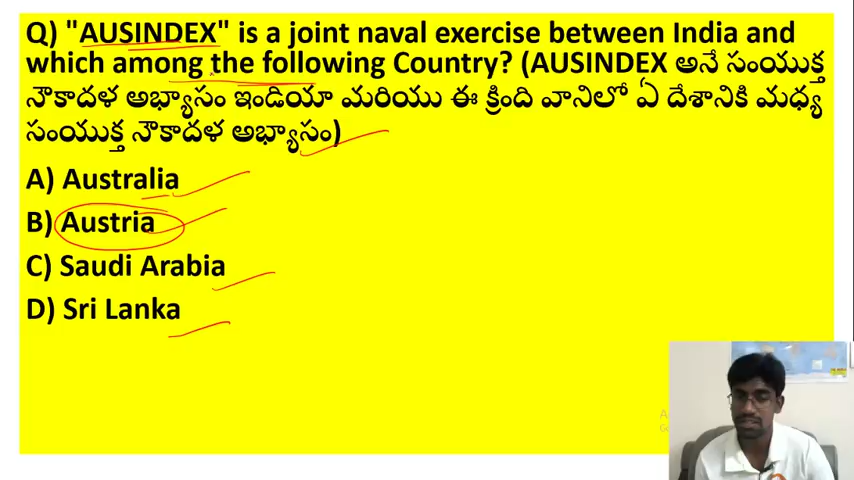 Q) "AUSINDEX" is a joint naval exercise between India and
which among the following Country? (AUSINDEX అనే సంయుక్త
నౌకాదళ అభ్యాసం ఇండియా మరియు ఈ క్రింది వానిలో ఏ దేశానికి మధ్య
సంయుక్త నౌకాదళ అభ్యాసం)
A) Australia
B) Austria
C) Saudi Arabia
D) Sri Lanka